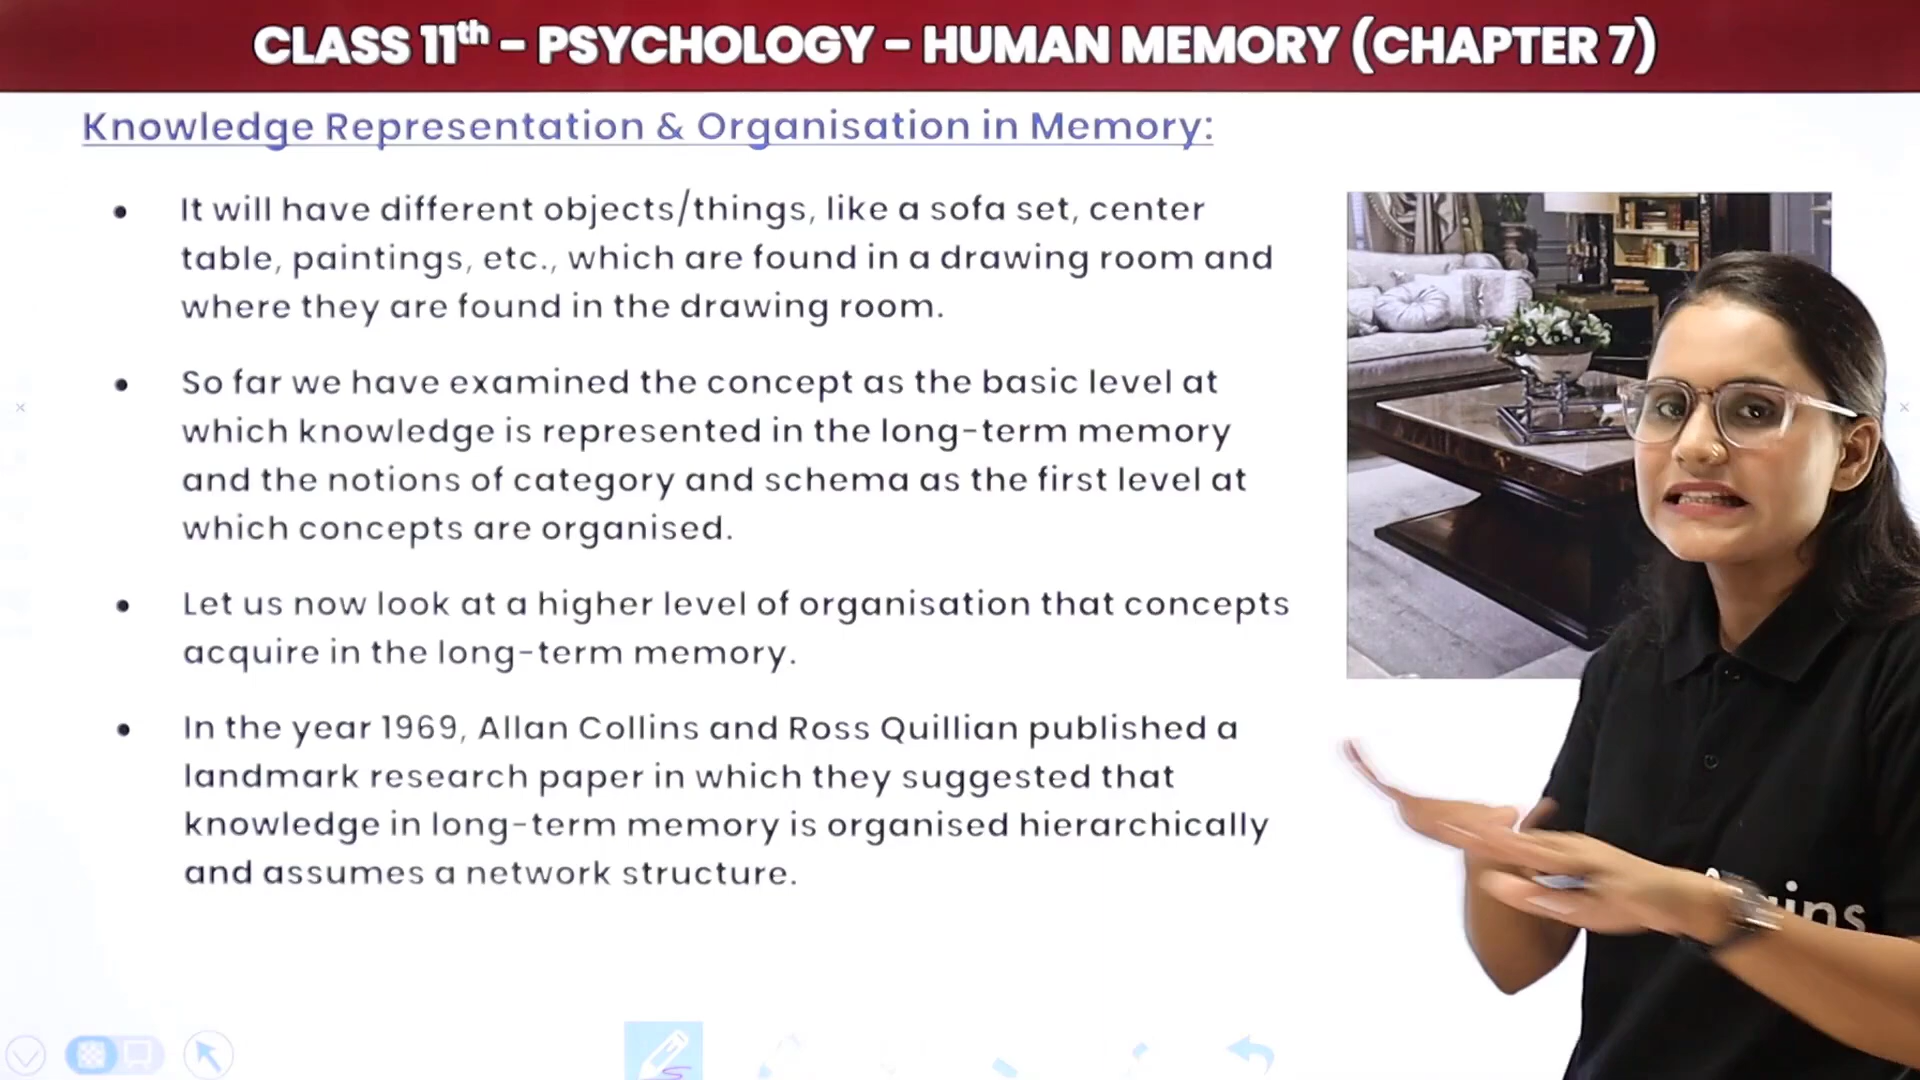 CLASS 11th – PSYCHOLOGY – HUMAN MEMORY (CHAPTER 7)
Knowledge Representation & Organisation in Memory:
• It will have different objects/things, like a sofa set, center
table, paintings, etc., which are found in a drawing room and
where they are found in the drawing room.
• So far we have examined the concept as the basic level at
which knowledge is represented in the long-term memory
and the notions of category and schema as the first level at
which concepts are organised.
• Let us now look at a higher level of organisation that concepts
acquire in the long-term memory.
• In the year 1969, Allan Collins and Ross Quillian published a
landmark research paper in which they suggested that
knowledge in long-term memory is organised hierarchically
and assumes a network structure.